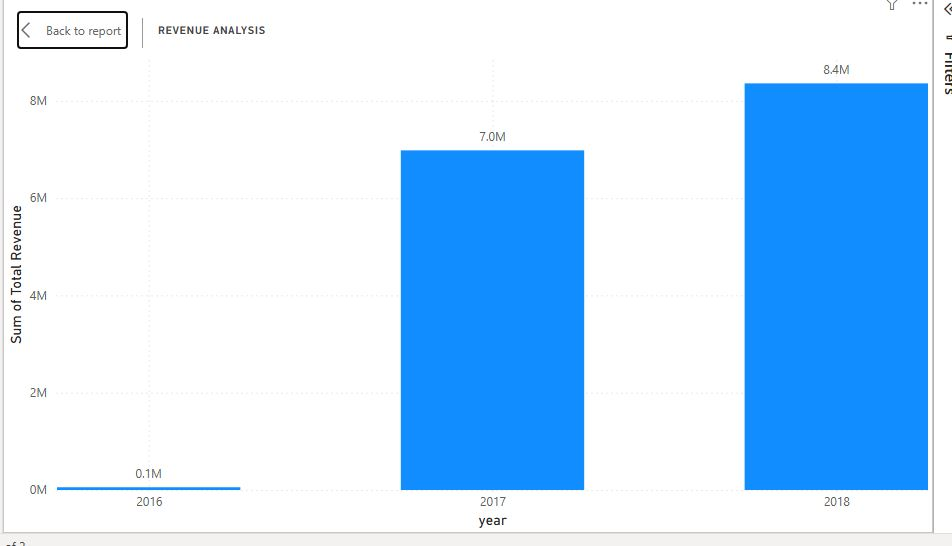 Back to report
REVENUE ANALYSIS
Filters
Sum of Total Revenue
8M
6M
4M
2M
0M
0.1M
7.0M
8.4M
2016
2017
2018
year